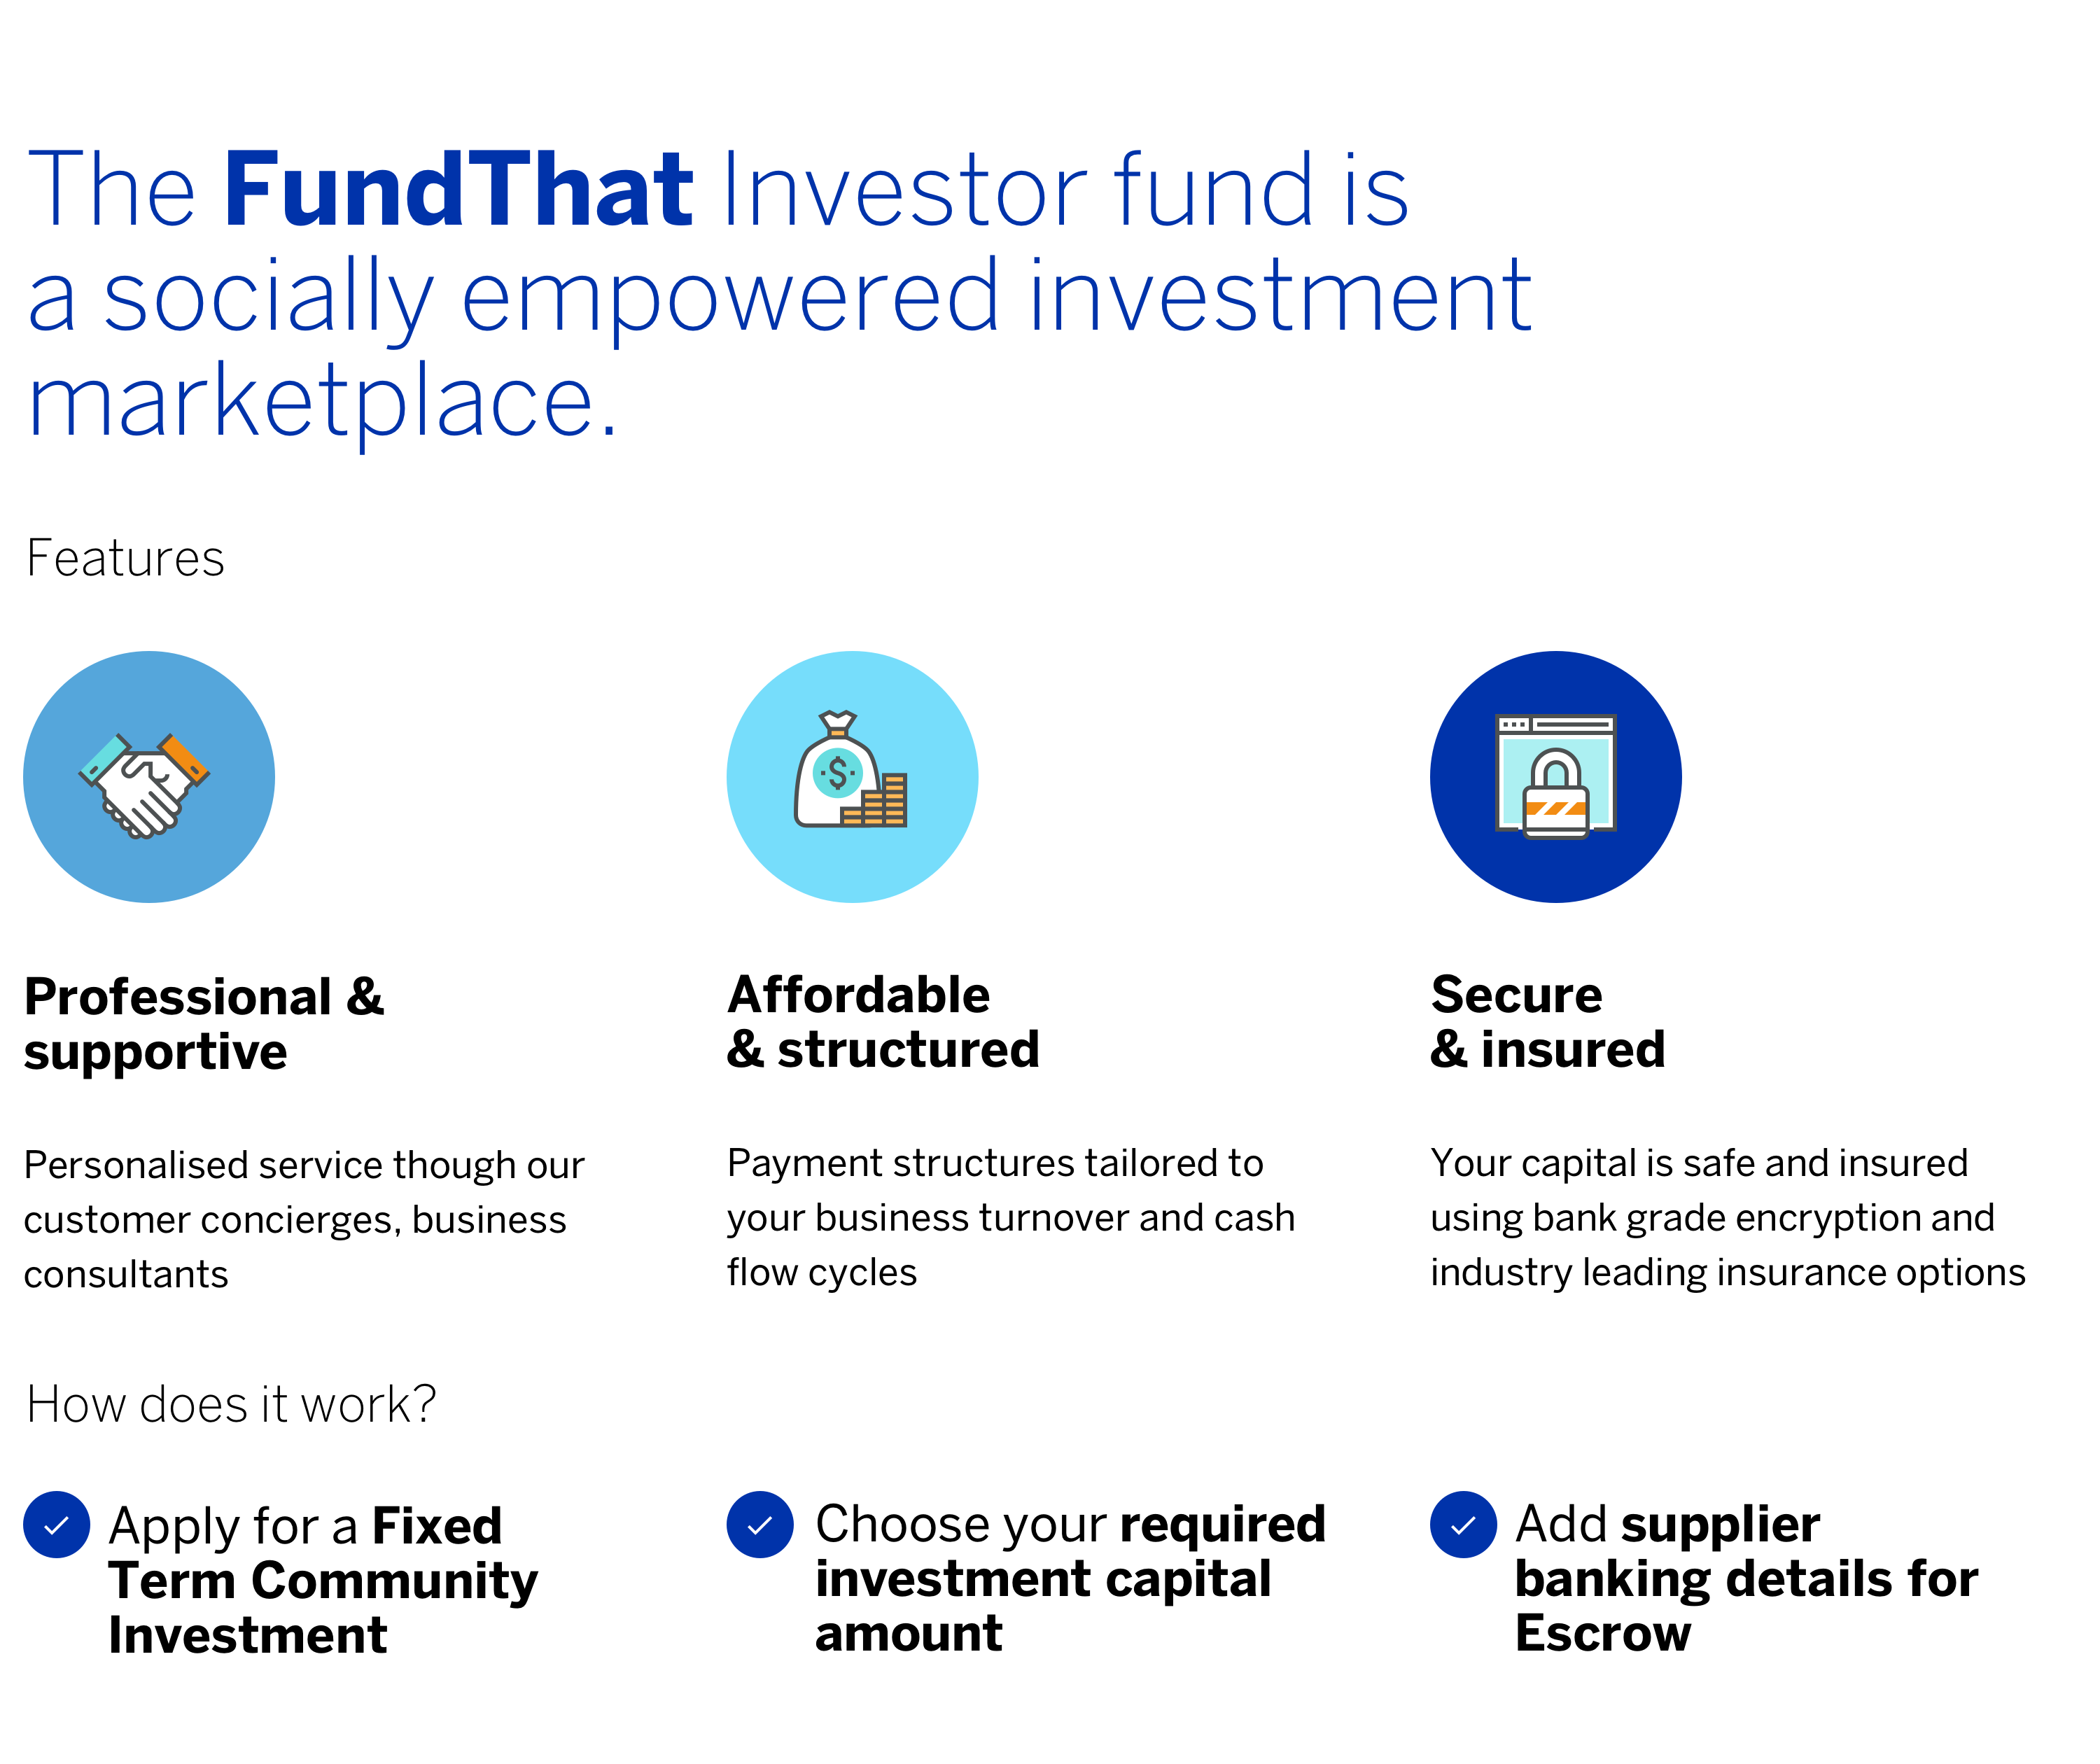 The FundThat Investor fund is
a socially empowered investment
marketplace.
Features
Professional &
supportive
Personalised service though our
customer concierges, business
consultants
Affordable
& structured
Payment structures tailored to
your business turnover and cash
flow cycles
Secure
& insured
Your capital is safe and insured
using bank grade encryption and
industry leading insurance options
How does it work?
Apply for a Fixed
Term Community
Investment
Choose your required
investment capital
amount
Add supplier
banking details for
Escrow